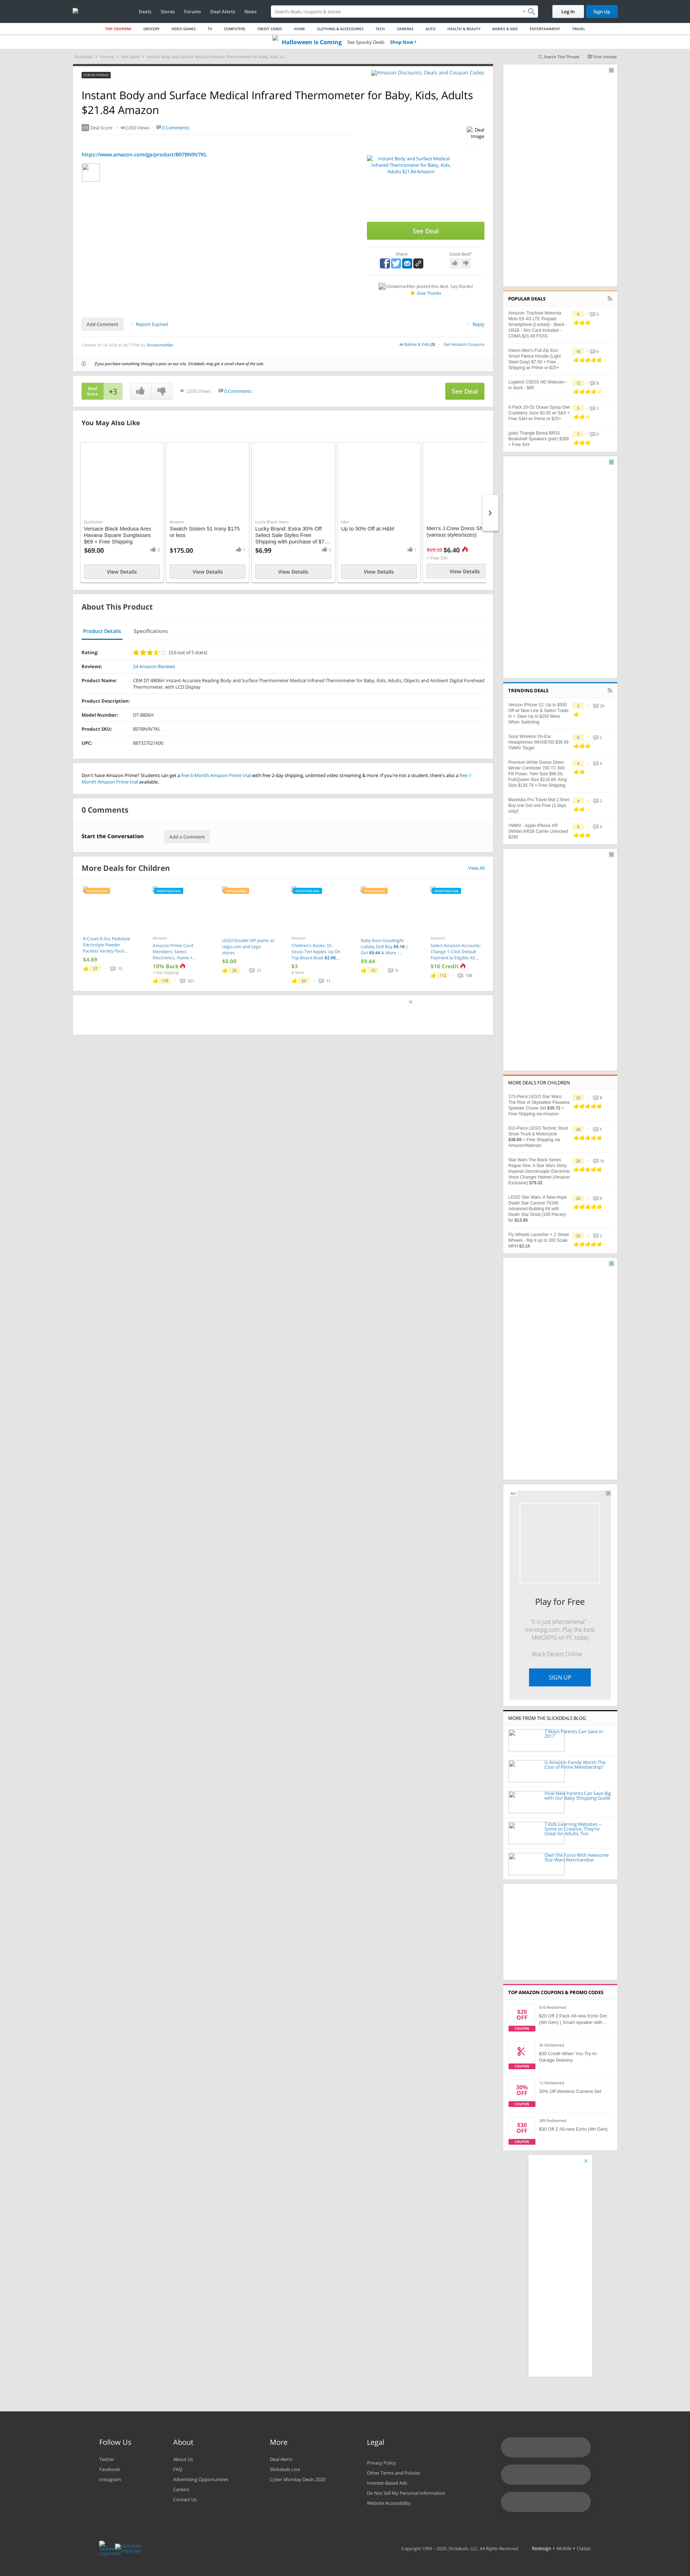 Deals
Stores
Forums
Deal Alerts
News
Search deals, coupons & stores
Log In
Sign Up
TOP COUPONS
GROCERY
VIDEO GAMES
TV
COMPUTERS
CREDIT CARDS
HOME
CLOTHING & ACCESSORIES
TECH
CAMERAS
AUTO
HEALTH & BEAUTY
BABIES & KIDS
ENTERTAINMENT
TRAVEL
Halloween is Coming See Spooky Deals Shop Now ›
Slickdeals > Forums > Hot Deals > Instant Body and Surface Medical Infrared Thermometer for Baby, Kids, A...
Search This Thread
First Unread
FORUM THREAD
Amazon Discounts, Deals and Coupon Codes
Instant Body and Surface Medical Infrared Thermometer for Baby, Kids, Adults $21.84 Amazon
+3 Deal Score
2,650 Views
0 Comments
Deal Image
https://www.amazon.com/gp/product/B07BN9V7KL
Instant Body and Surface Medical Infrared Thermometer for Baby, Kids, Adults $21.84 Amazon
See Deal
Share
Good deal?
Showtime4ller posted this deal. Say thanks!
Give Thanks
Add Comment
Report Expired
Reply
in Babies & Kids (3)
Get Amazon Coupons
If you purchase something through a post on our site, Slickdeals may get a small share of the sale.
Deal Score
+3
2,650 Views
0 Comments
See Deal
You May Also Like
EyeDictive
Versace Black Medusa Ares Havana Square Sunglasses $69 + Free Shipping
$69.00
0
View Details
Amazon
Swatch Sistem 51 Irony $175 or less
$175.00
1
View Details
Lucky Brand Jeans
Lucky Brand: Extra 30% Off Select Sale Styles Free Shipping with purchase of $7...
$6.99
0
View Details
h&m
Up to 50% Off at H&M
1
View Details
Men's J.Crew Dress Sh
(various styles/sizes)
$6.40
View Details
About This Product
Product Details
Specifications
Rating:
(3.6 out of 5 stars)
Reviews:
24 Amazon Reviews
Product Name:
CEM DT-8806H Instant Accurate Reading Body and Surface Thermometer Medical Infrared Thermometer for Baby, Kids, Adults, Objects and Ambient Digital Forehead Thermometer, with LCD Display
Product Description:
Model Number:
DT-8806H
Product SKU:
B07BN9V7KL
UPC:
887327021600
Don't have Amazon Prime? Students can get a free 6-Month Amazon Prime trial with free 2-day shipping, unlimited video streaming & more. If you're not a student, there's also a free 1-Month Amazon Prime trial available.
0 Comments
Start the Conversation
Add a Comment
More Deals for Children
View All
8-Count 0.3oz Pedialyte Electrolyte Powder Packets Variety Pack...
$4.69
37
15
Amazon
Amazon Prime Card Members: Select Electronics, Home +...
10% Back
+ Free Shipping
179
321
LEGO Double VIP points at Lego.com and Lego stores
$0.00
32
21
Amazon
Children's Books: Dr. Seuss Ten Apples Up On Top Board Book $2.98...
$3
& More
50
11
Baby Born Goodnight Lullaby Doll Boy $9.18 | Girl $9.44 & More -...
$9.44
10
6
Amazon
Select Amazon Accounts: Change 1-Click Default Payment to Eligible AE...
$10 Credit
112
108
POPULAR DEALS
Amazon: Tracfone Motorola Moto E6 4G LTE Prepaid Smartphone (Locked) - Black - 16GB - Sim Card Included - CDMA $21.49 FSSS
Hanes Men's Full-Zip Eco-Smart Fleece Hoodie (Light Steel Gray) $7.50 + Free Shipping w/ Prime or $25+
Logitech C920S HD Webcam - in stock - $60
6-Pack 10-Oz Ocean Spray Diet Cranberry Juice $3.55 w/ S&S + Free S&H w/ Prime or $25+
(pair) Triangle Borea BR03 Bookshelf Speakers (pair) $399 + Free S/H
TRENDING DEALS
Verizon iPhone 12- Up to $550 Off w/ New Line & Select Trade-In + Save Up to $250 More When Switching
2
24
Sony Wireless On-Ear Headphones WHXB700 $38.99 YMMV Target
Premium White Goose Down Winter Comforter, 700 TC 600 Fill Power, Twin Size $96.59, Full/Queen Size $118.89, King Size $135.79 + Free Shipping
Manduka Pro Travel Mat 2.5mm Buy one Get one Free (3 days only)!
YMMV - Apple iPhone XR (White) 64GB Carrier Unlocked $299
MORE DEALS FOR CHILDREN
373-Piece LEGO Star Wars: The Rise of Skywalker Pasaana Speeder Chase Set $30.72 + Free Shipping via Amazon
610-Piece LEGO Technic Stunt Show Truck & Motorcycle $39.99 + Free Shipping via Amazon/Walmart
Star Wars The Black Series Rogue One: A Star Wars Story Imperial Stormtrooper Electronic Voice Changer Helmet (Amazon Exclusive) $79.32
LEGO Star Wars: A New Hope Death Star Cannon 75246 Advanced Building Kit with Death Star Droid (159 Pieces) for $13.85
Fly Wheels Launcher + 2 Street Wheels - Rip it up to 200 Scale MPH $3.14
Ad
Play for Free
"It is just phenomenal" - mmorpg.com. Play the best MMORPG on PC today
Black Desert Online
SIGN UP
MORE FROM THE SLICKDEALS BLOG
7 Ways Parents Can Save In 2017
Is Amazon Family Worth The Cost of Prime Membership?
How New Parents Can Save Big with Our Baby Shopping Guide
7 Kids Learning Websites – Some so Creative, They're Great for Adults, Too
Own the Force With Awesome Star Wars Merchandise
TOP AMAZON COUPONS & PROMO CODES
$20 OFF
COUPON
616 Redeemed
$20 Off 2 Pack All-new Echo Dot (4th Gen) | Smart speaker with...
COUPON
3k Redeemed
$30 Credit When You Try In-Garage Delivery
30% OFF
COUPON
12 Redeemed
30% Off Wireless Camera Set
$30 OFF
COUPON
389 Redeemed
$30 Off 2 All-new Echo (4th Gen)
Follow Us
Twitter
Facebook
Instagram
About
About Us
FAQ
Advertising Opportunities
Careers
Contact Us
More
Deal Alerts
Slickdeals Live
Cyber Monday Deals 2020
Legal
Privacy Policy
Other Terms and Policies
Interest-Based Ads
Do Not Sell My Personal Information
Website Accessibility
Copyright 1999 – 2020, Slickdeals, LLC. All Rights Reserved.
Redesign • Mobile • Classic